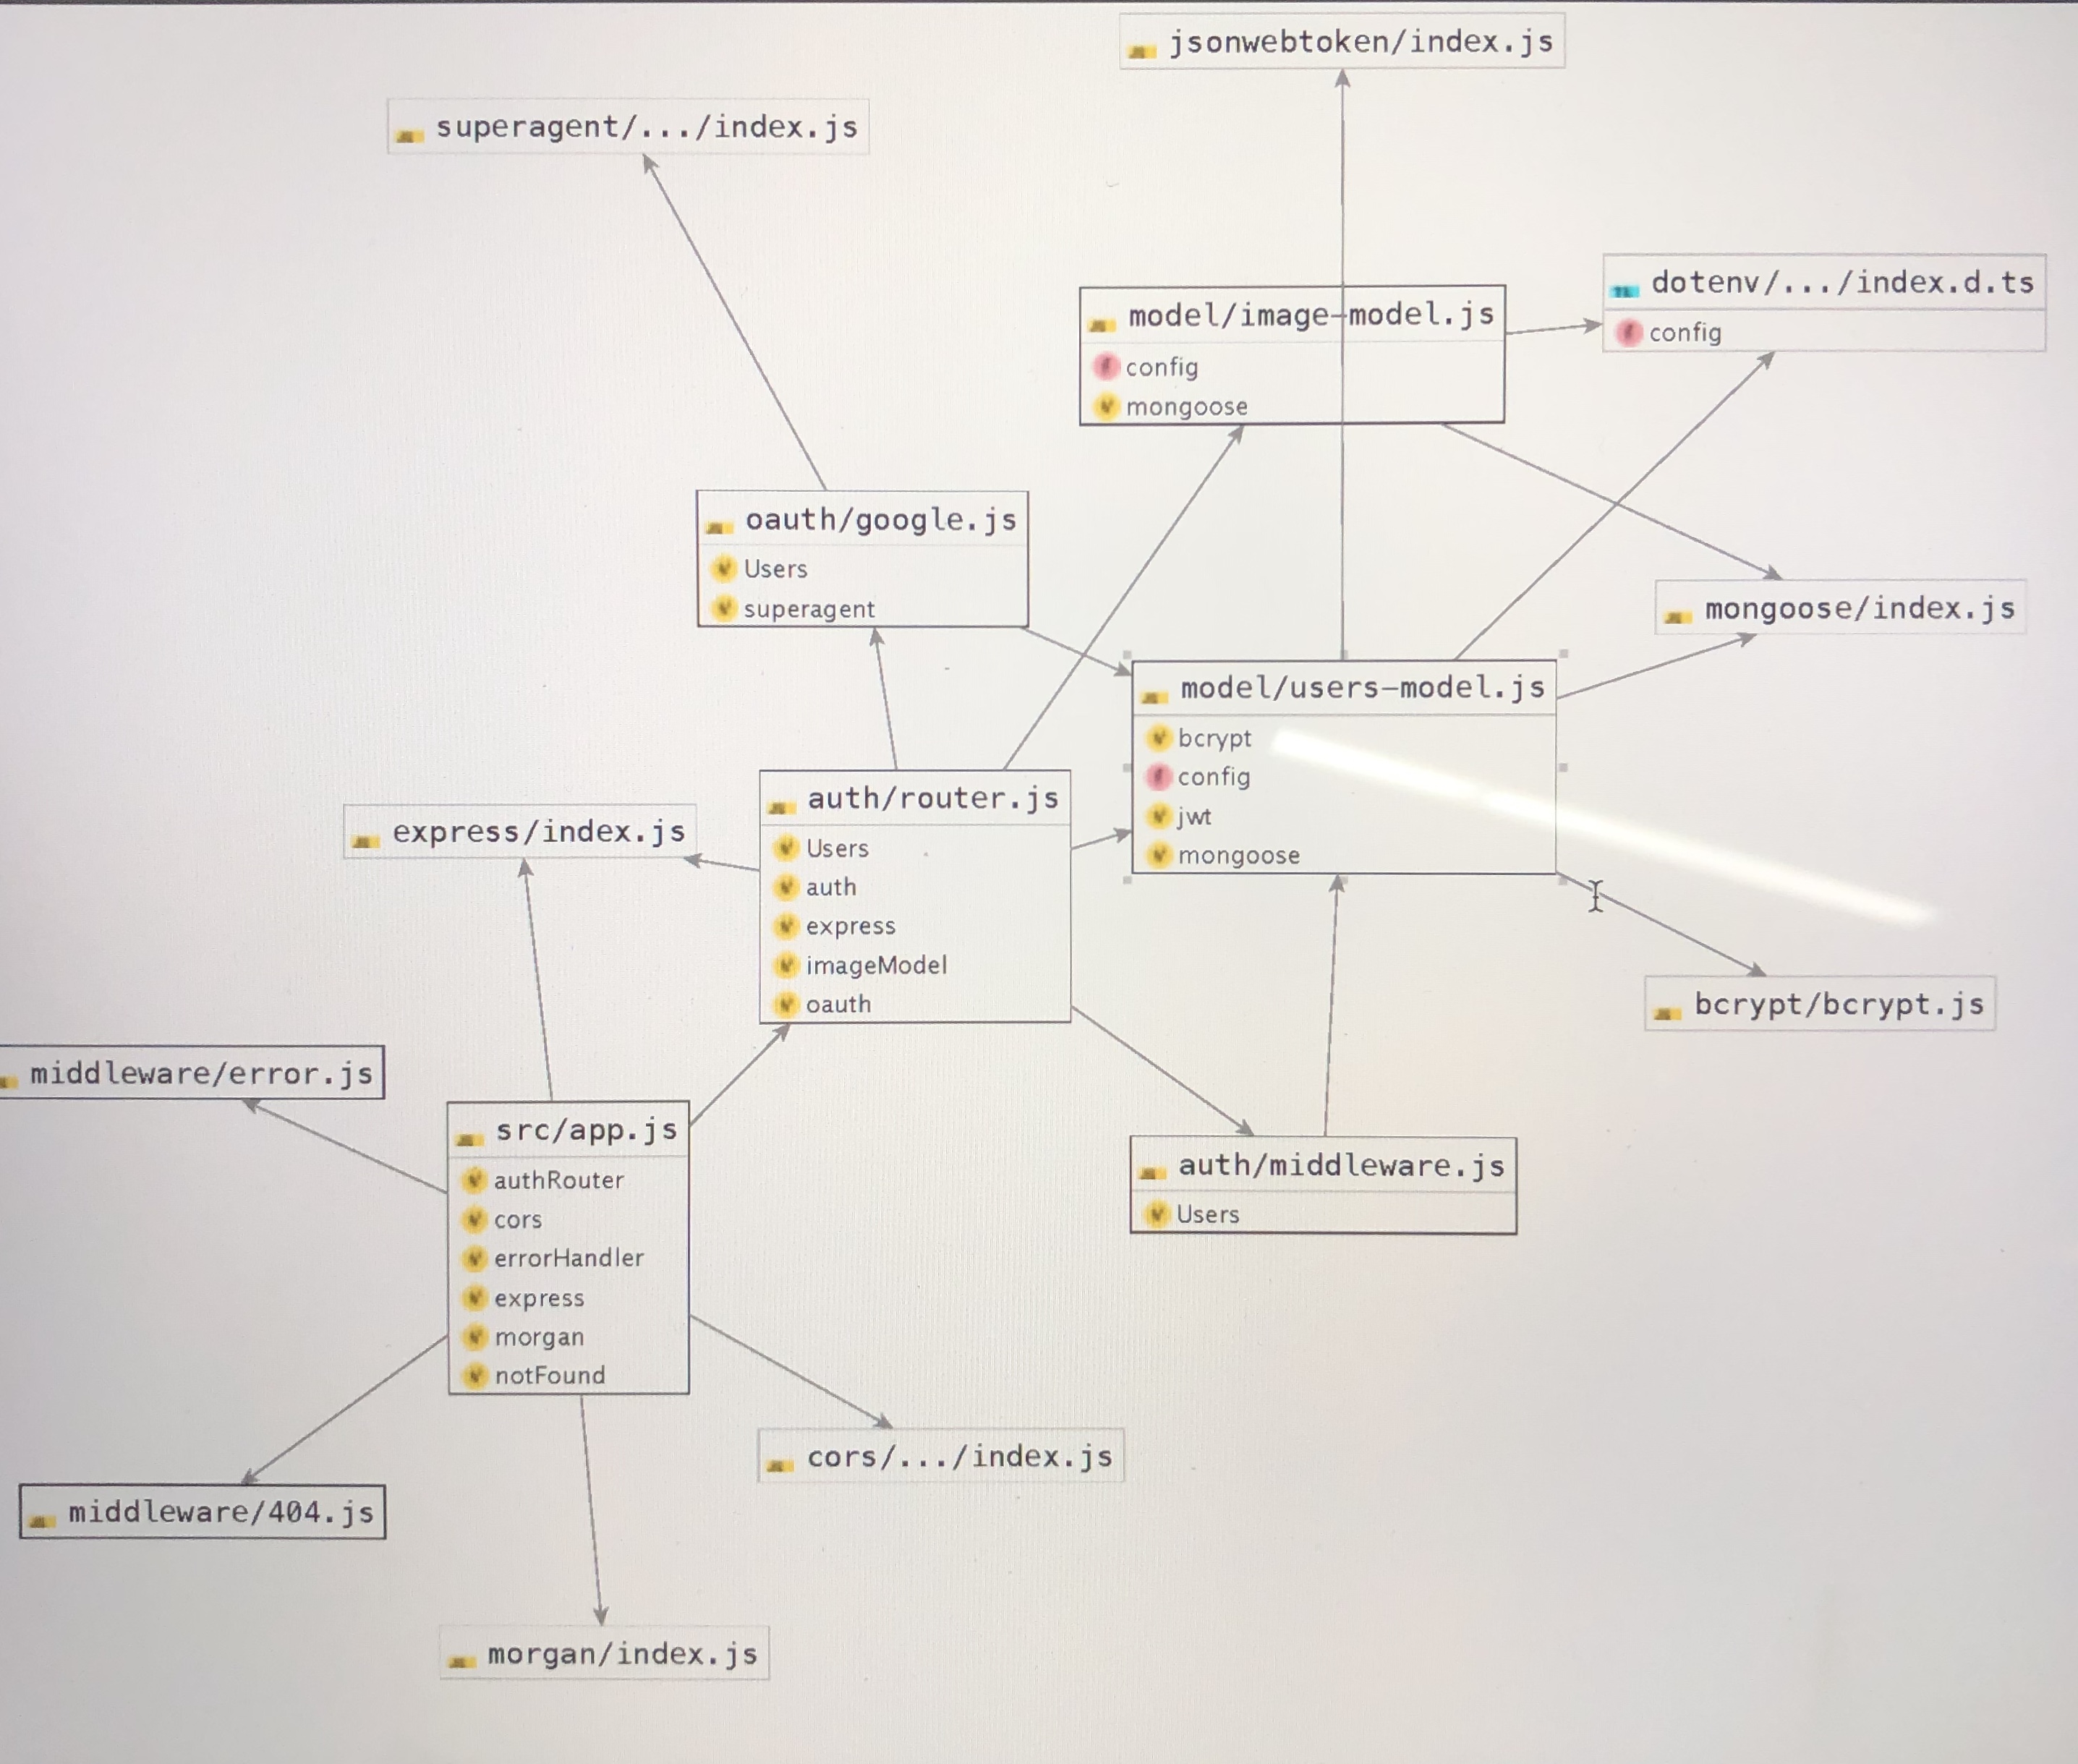 jsonwebtoken/index.js
superagent/.../index.js
dotenv/.../index.d.ts
config
model/image-model.js
config
mongoose
oauth/google.js
Users
superagent
mongoose/index.js
model/users-model.js
bcrypt
config
jwt
mongoose
auth/router.js
Users
auth
express
imageModel
oauth
express/index.js
bcrypt/bcrypt.js
middleware/error.js
src/app.js
authRouter
cors
errorHandler
express
morgan
notFound
auth/middleware.js
Users
cors/.../index.js
middleware/404.js
morgan/index.js